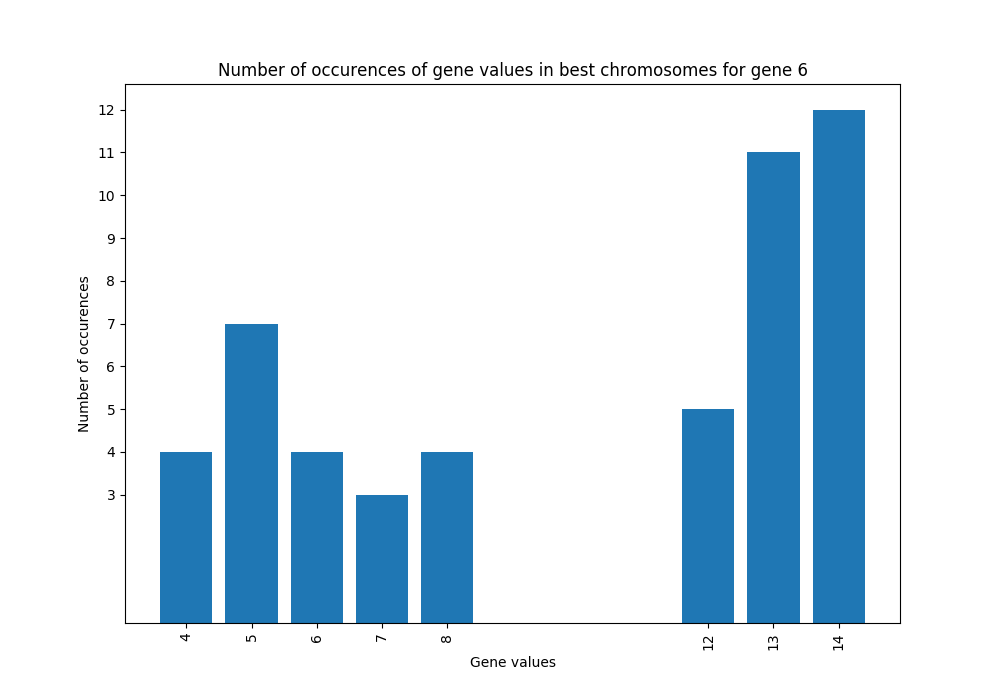 Number of occurences of gene values in best chromosomes for gene 6
12
11
10
9
8
7
6
5
4
3
Number of occurences
4 5 6 7 8 12 13 14
Gene values